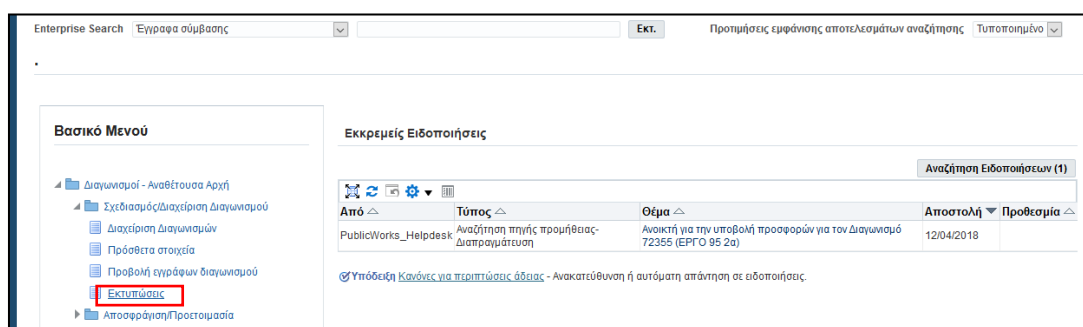 Enterprise Search Έγγραφα σύμβασης Εκτ. Προτιμήσεις εμφάνισης αποτελεσμάτων αναζήτησης Τυποποιημένο
.
Βασικό Μενού
Εκκρεμείς Ειδοποιήσεις
Αναζήτηση Ειδοποιήσεων (1)
Διαγωνισμοί - Αναθέτουσα Αρχή
Σχεδιασμός/Διαχείριση Διαγωνισμού
Διαχείριση Διαγωνισμών
Πρόσθετα στοιχεία
Προβολή εγγράφων διαγωνισμού
Εκτυπώσεις
Αποσφράγιση/Προετοιμασία
Από Τύπος Θέμα Αποστολή Προθεσμία
PublicWorks_Helpdesk Αναζήτηση πηγής προμήθειας-
Διαπραγμάτευση
Ανοικτή για την υποβολή προσφορών για τον Διαγωνισμό
72355 (ΕΡΓΟ 95 2α)
12/04/2018
Υπόδειξη Κανόνες για περιπτώσεις άδειας - Ανακατεύθυνση ή αυτόματη απάντηση σε ειδοποιήσεις.